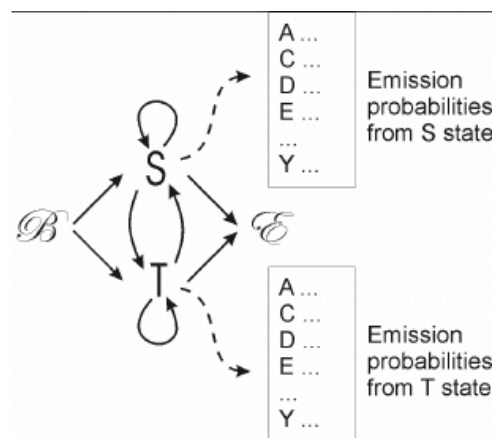 A ...
C ...
D ...
E ...
...
Y ...
Emission
probabilities
from S state
S
ℬ
ℰ
T
A ...
C ...
D ...
E ...
...
Y ...
Emission
probabilities
from T state